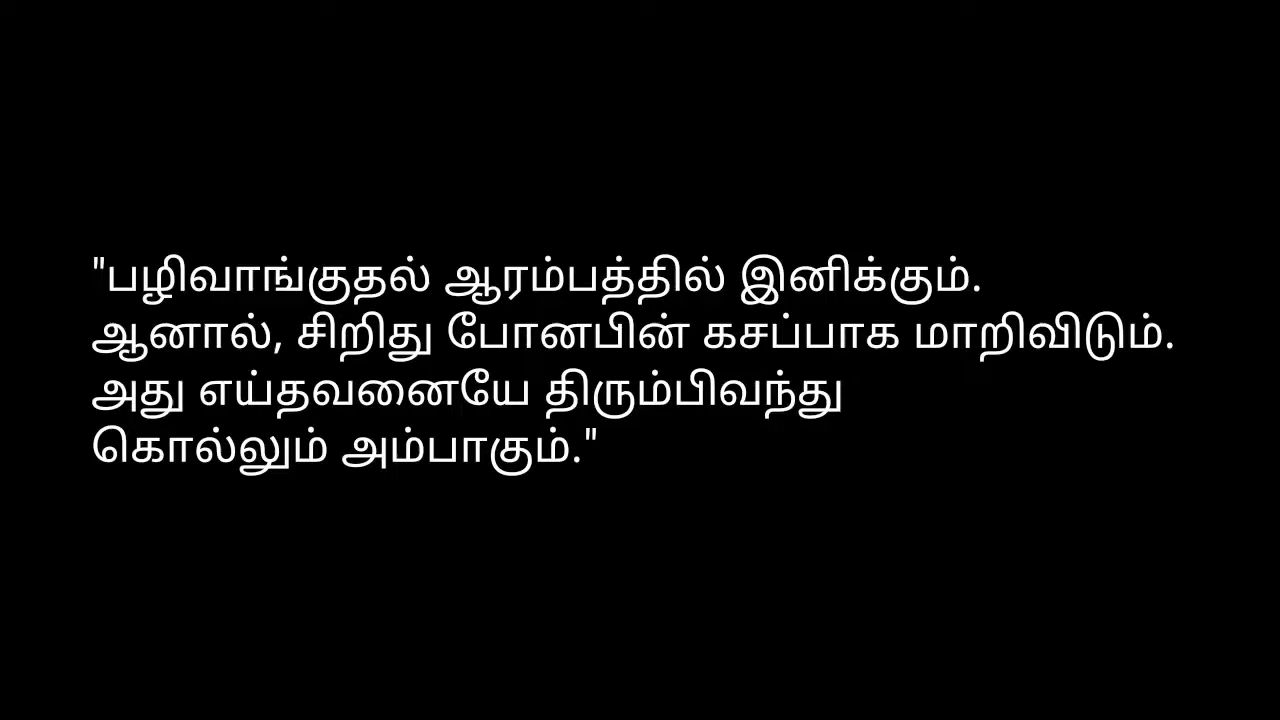 "பழிவாங்குதல் ஆரம்பத்தில் இனிக்கும்.
ஆனால், சிறிது போனபின் கசப்பாக மாறிவிடும்.
அது எய்தவனையே திரும்பிவந்து
கொல்லும் அம்பாகும்."